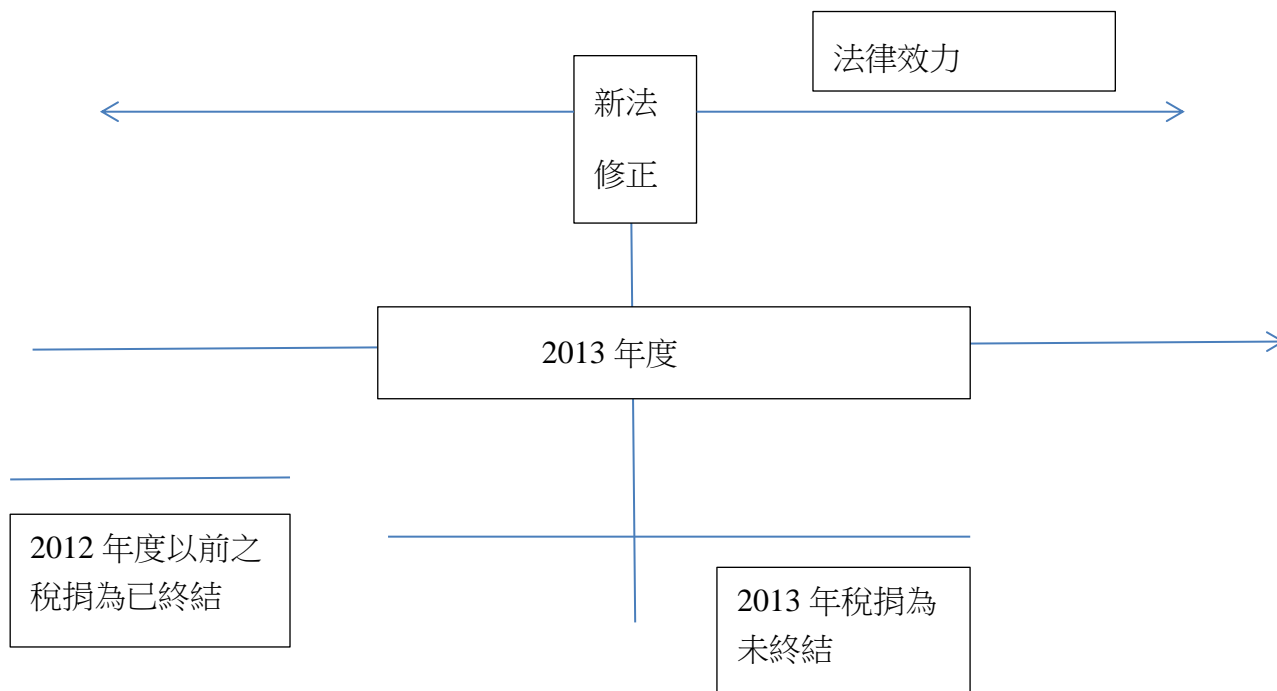 法律效力
新法
修正
2013 年度
2012 年度以前之
稅捐為已終結
2013 年稅捐為
未終結